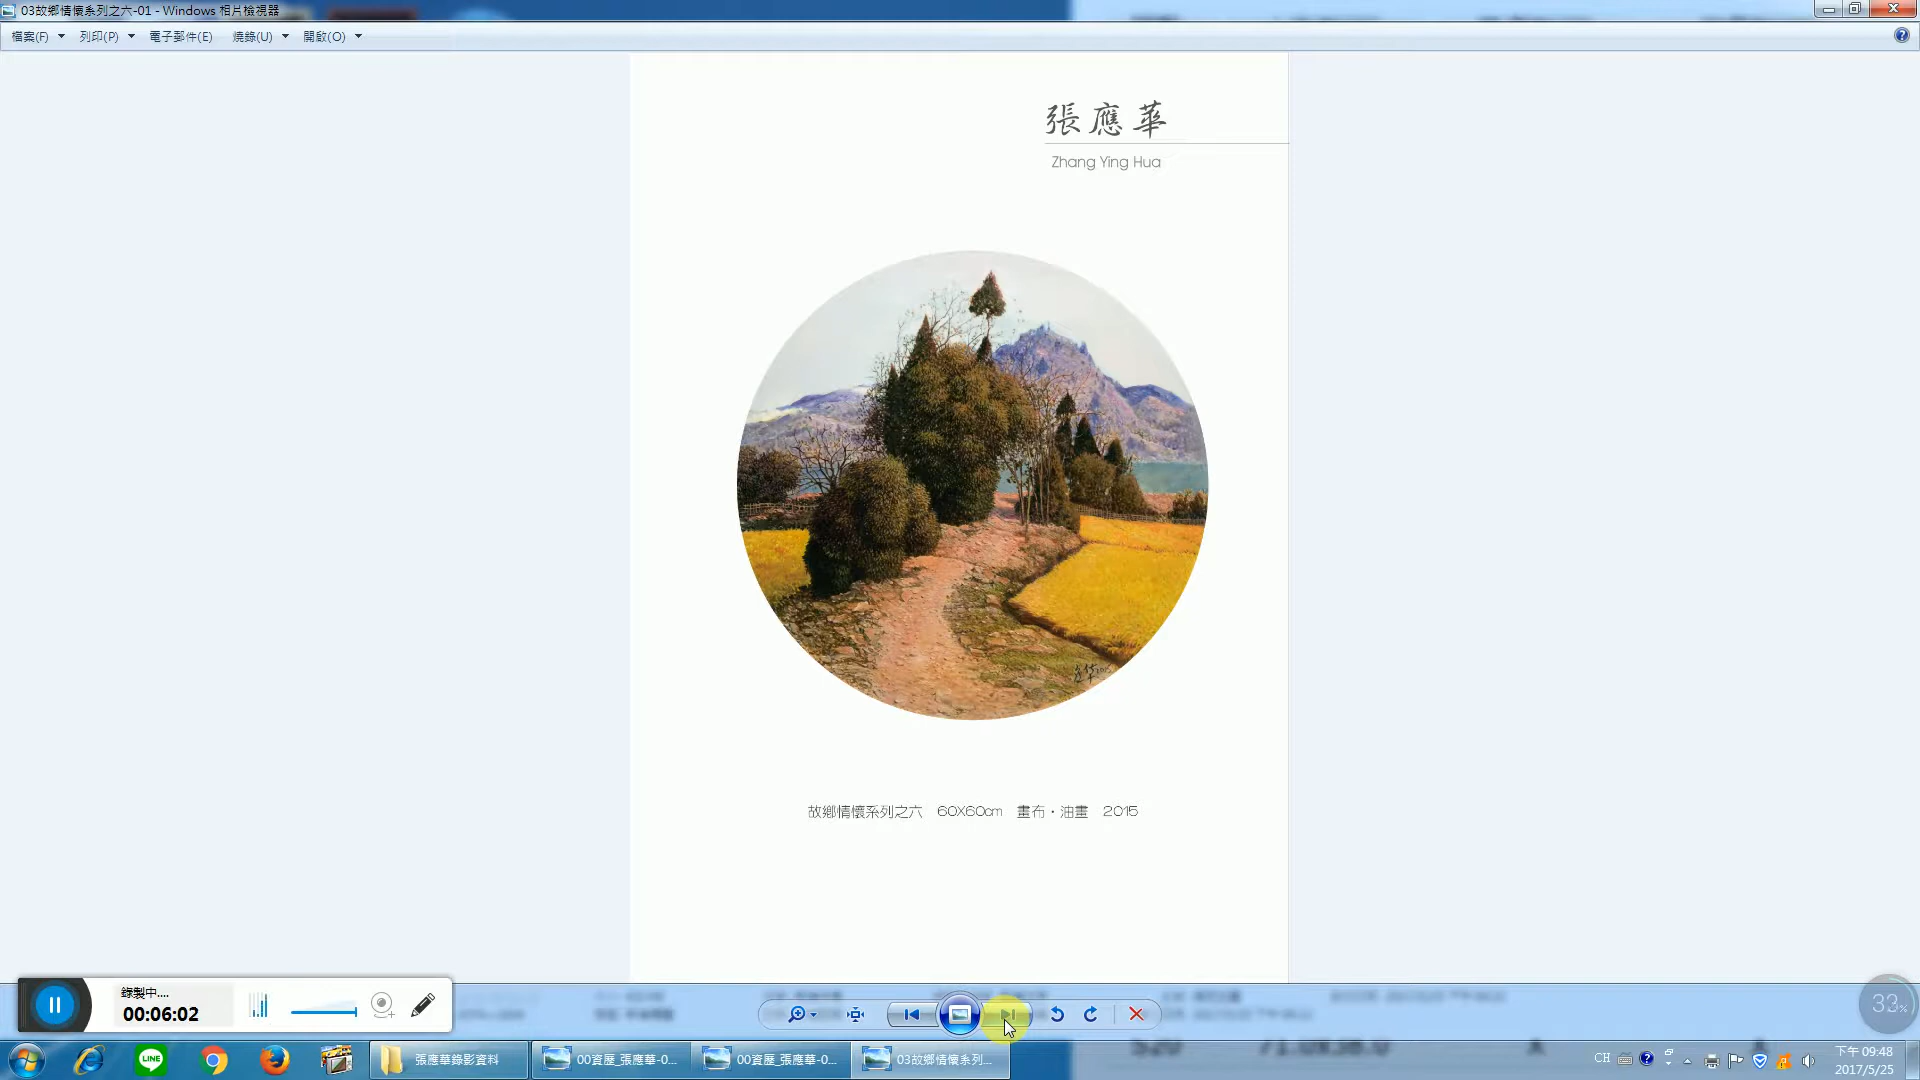 03故鄉情懷系列之六-01 - Windows 相片檢視器
檔案(F) 列印(P) 電子郵件(E) 燒錄(U) 開啟(O)
張應華
Zhang Ying Hua
故鄉情懷系列之六 60X60cm 畫布・油畫 2015
錄製中....
00:06:02
33%
LINE
張應華錄影資料
00資歷_張應華-0...
00資歷_張應華-0...
03故鄉情懷系列...
CH
下午 09:48
2017/5/25